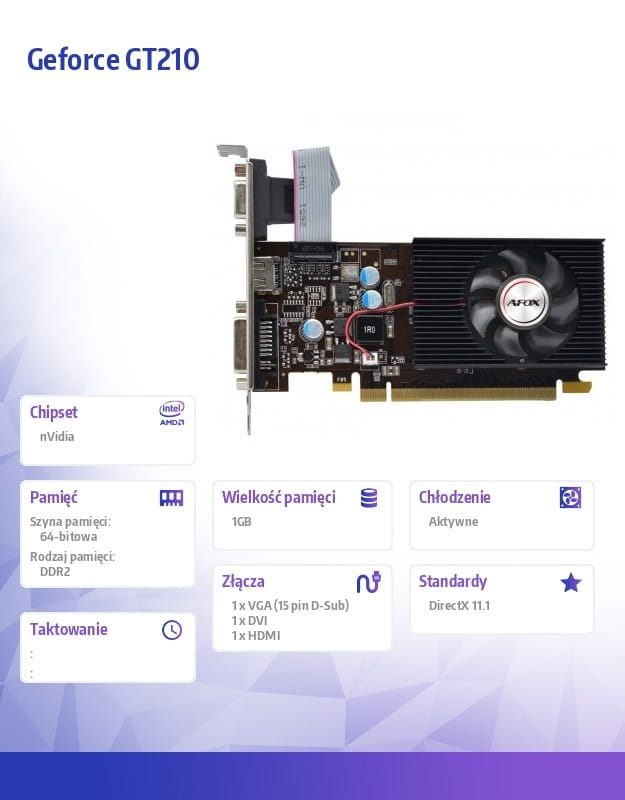 Geforce GT210
AFOX
1R0
Chipset
intel
AMD
nVidia
Pamięć
Szyna pamięci:
64-bitowa
Rodzaj pamięci:
DDR2
Wielkość pamięci
1GB
Chłodzenie
Aktywne
Złącza
1 x VGA (15 pin D-Sub)
1 x DVI
1 x HDMI
Standardy
DirectX 11.1
Taktowanie
:
: